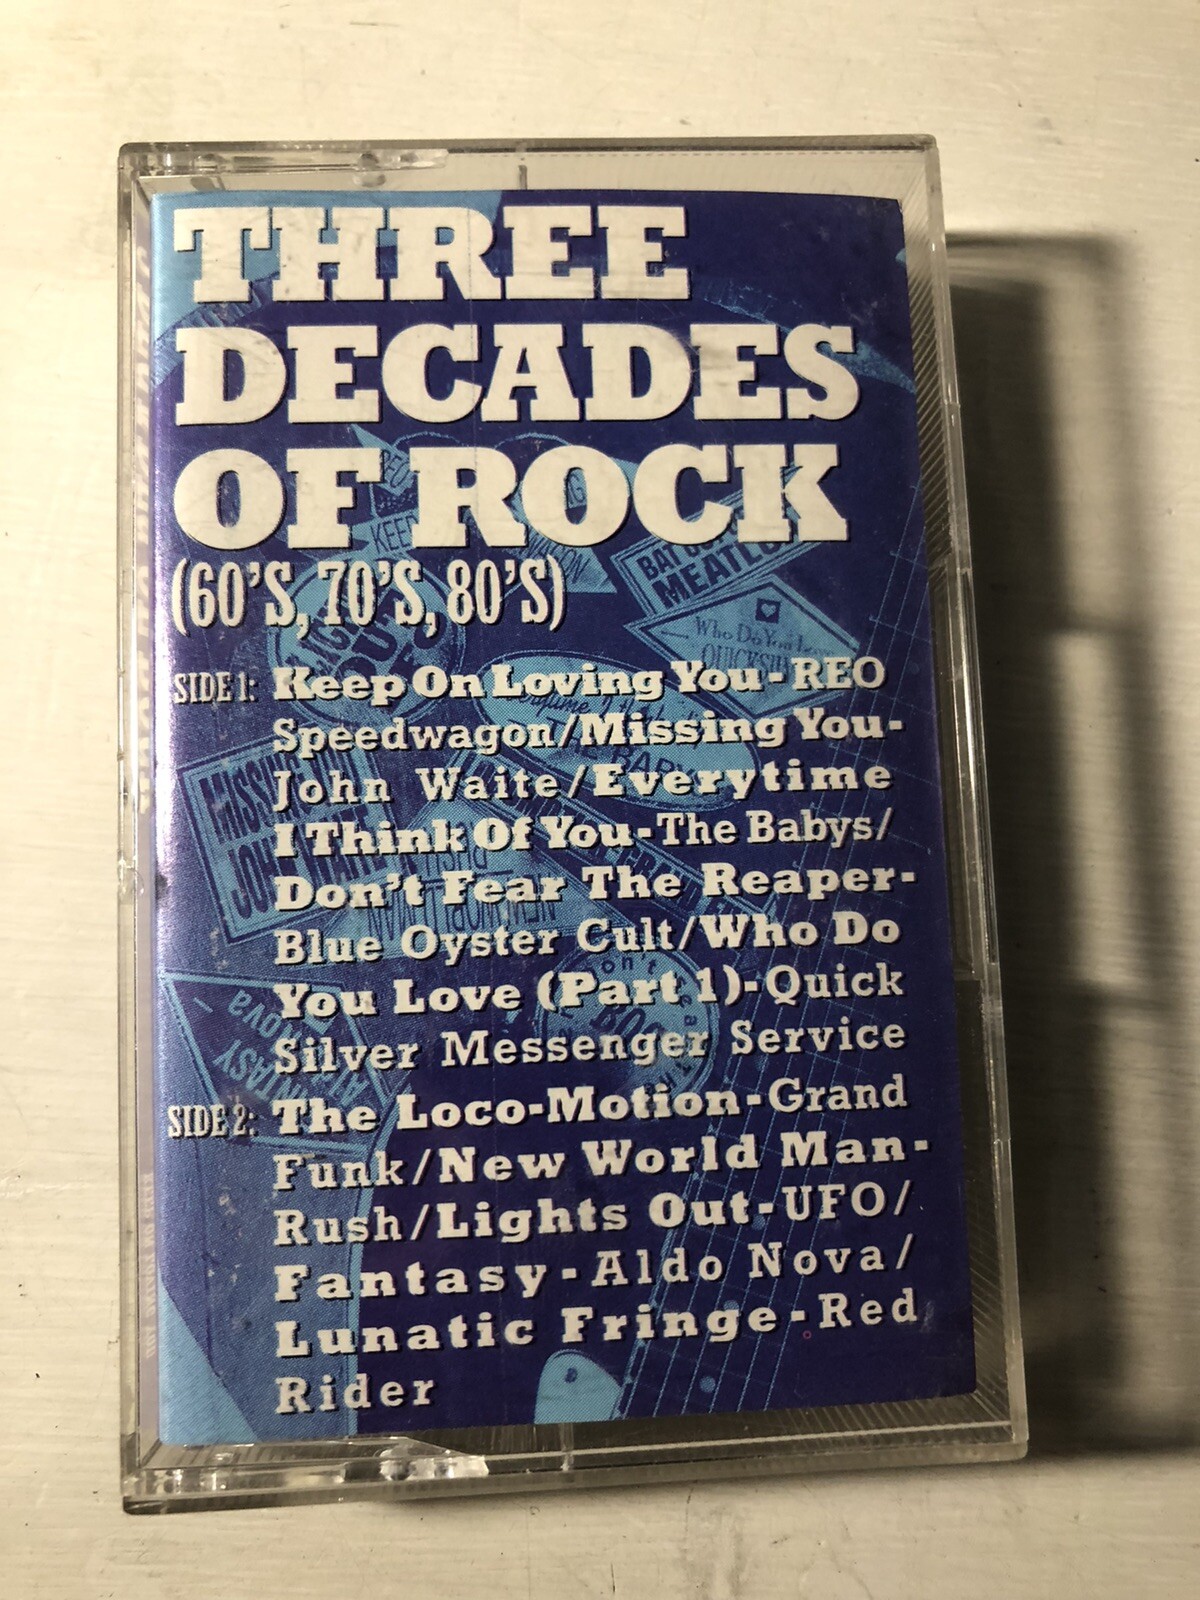 THREE
DECADES
OF ROCK
(60'S, 70'S, 80'S)
SIDE 1: Keep On Loving You - REO
Speedwagon/Missing You-
John Waite/Everytime
I Think Of You-The Babys/
Don't Fear The Reaper-
Blue Oyster Cult/Who Do
You Love (Part 1)-Quick
Silver Messenger Service
SIDE 2: The Loco-Motion-Grand
Funk/New World Man-
Rush/Lights Out-UFO/
Fantasy-Aldo Nova/
Lunatic Fringe-Red
Rider